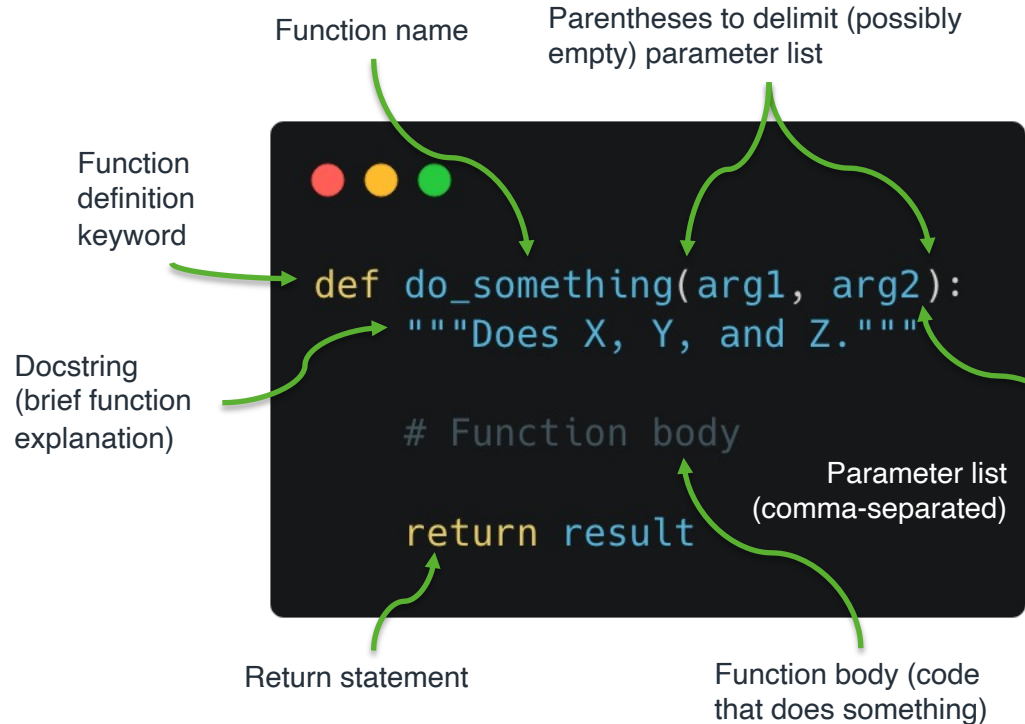 Function name
Parentheses to delimit (possibly
empty) parameter list
Function
definition
keyword
def do_something(arg1, arg2):
"""Does X, Y, and Z."""
Docstring
(brief function
explanation)
# Function body
Parameter list
(comma-separated)
return result
Return statement
Function body (code
that does something)